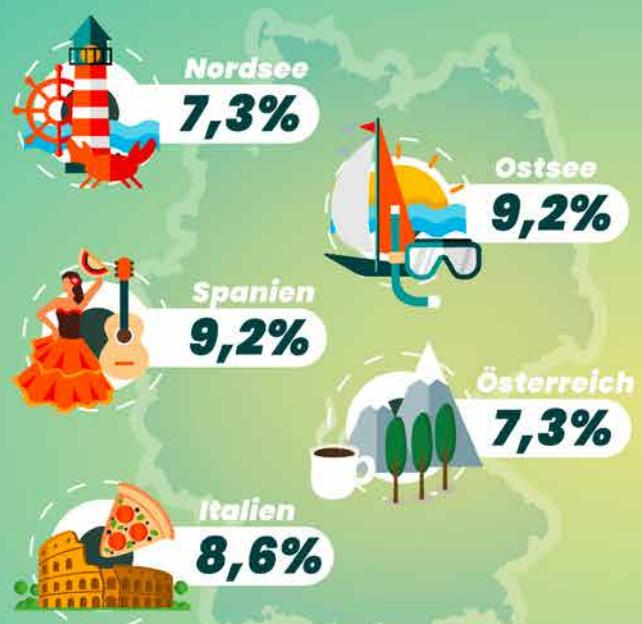 Nordsee
7,3%
Ostsee
9,2%
Spanien
9,2%
Österreich
7,3%
Italien
8,6%